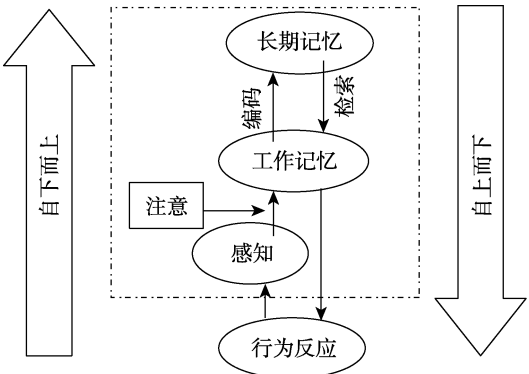 长期记忆
编码
检索
工作记忆
注意
感知
行为反应
自下而上
自上而下